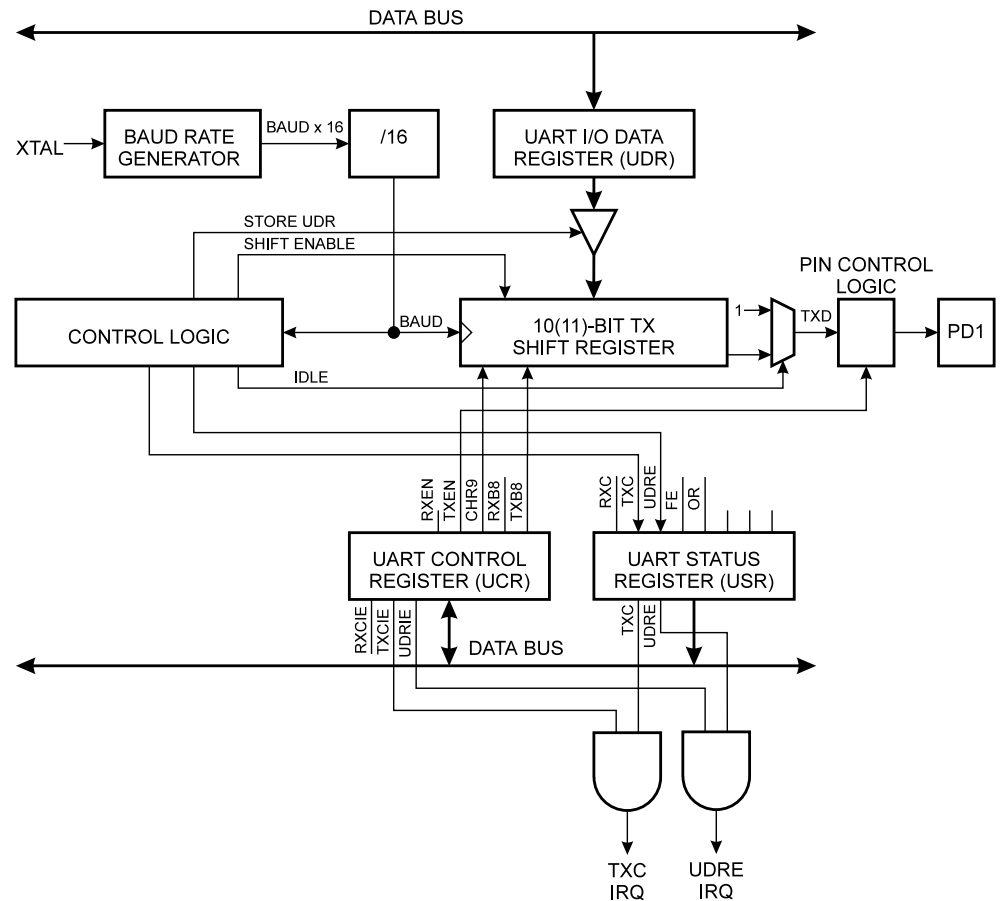 DATA BUS
XTAL
BAUD RATE
GENERATOR
BAUD x 16
/16
UART I/O DATA
REGISTER (UDR)
STORE UDR
SHIFT ENABLE
PIN CONTROL
LOGIC
CONTROL LOGIC
BAUD
10(11)-BIT TX
SHIFT REGISTER
1
TXD
PD1
IDLE
RXEN
TXEN
CHR9
RXB8
TXB8
RXC
TXC
UDRE
FE
OR
UART CONTROL
REGISTER (UCR)
UART STATUS
REGISTER (USR)
RXCIE
TXCIE
UDRIE
TXC
UDRE
DATA BUS
TXC
IRQ
UDRE
IRQ